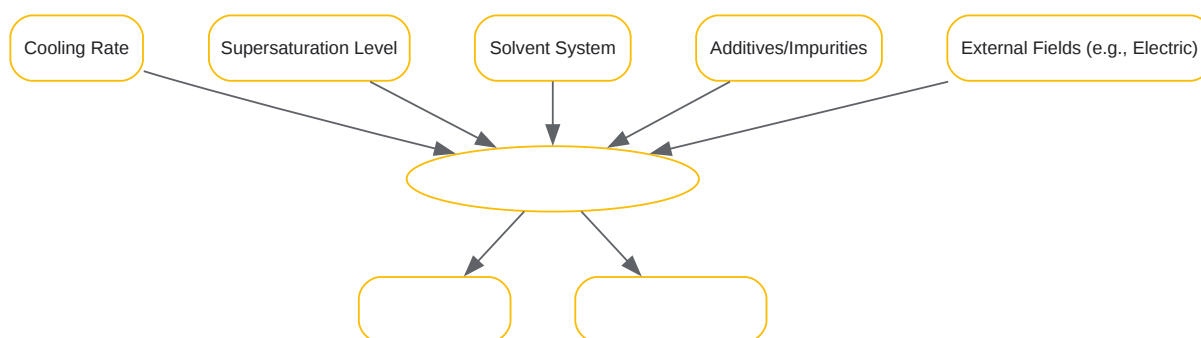 Cooling Rate
Supersaturation Level
Solvent System
Additives/Impurities
External Fields (e.g., Electric)